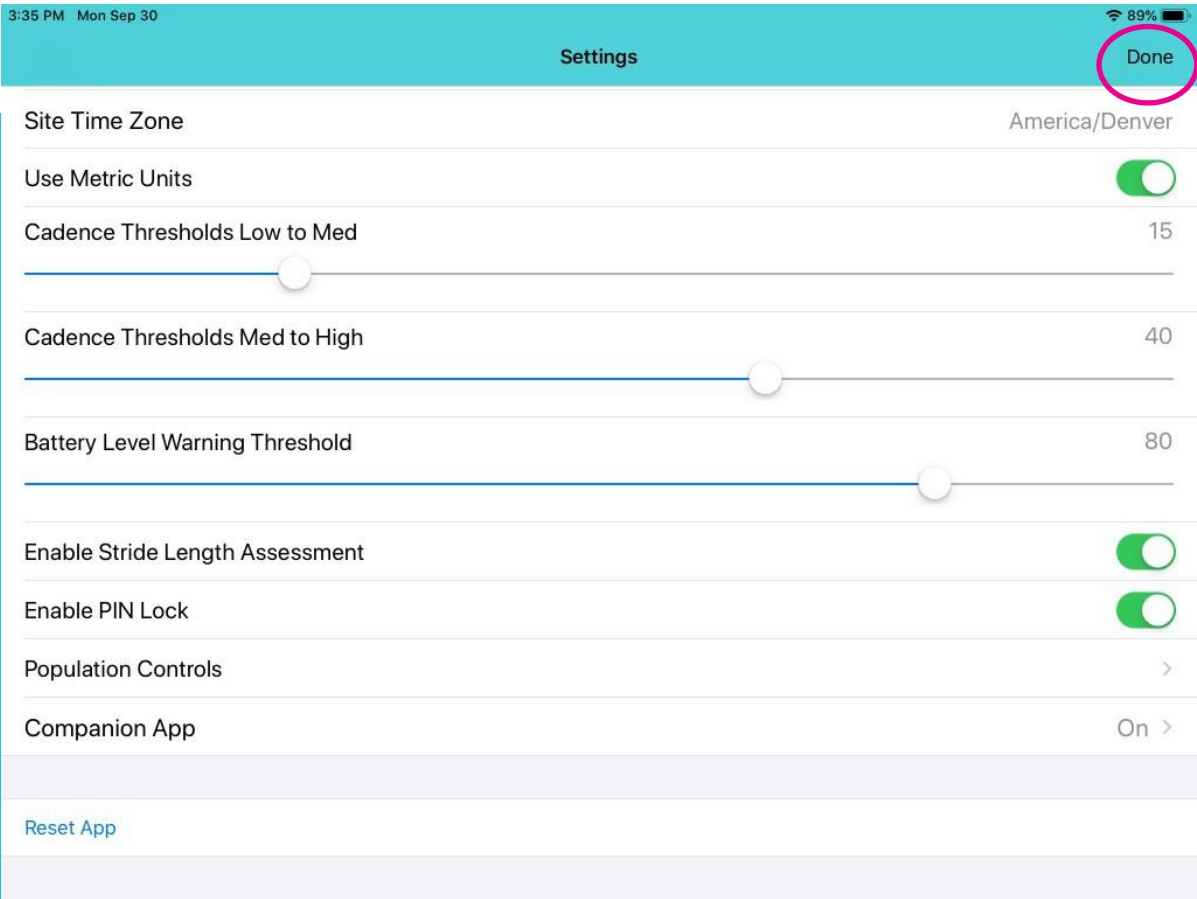 3:35 PM Mon Sep 30 89%
Settings Done
Site Time Zone America/Denver
Use Metric Units
Cadence Thresholds Low to Med 15
Cadence Thresholds Med to High 40
Battery Level Warning Threshold 80
Enable Stride Length Assessment
Enable PIN Lock
Population Controls
Companion App On
Reset App